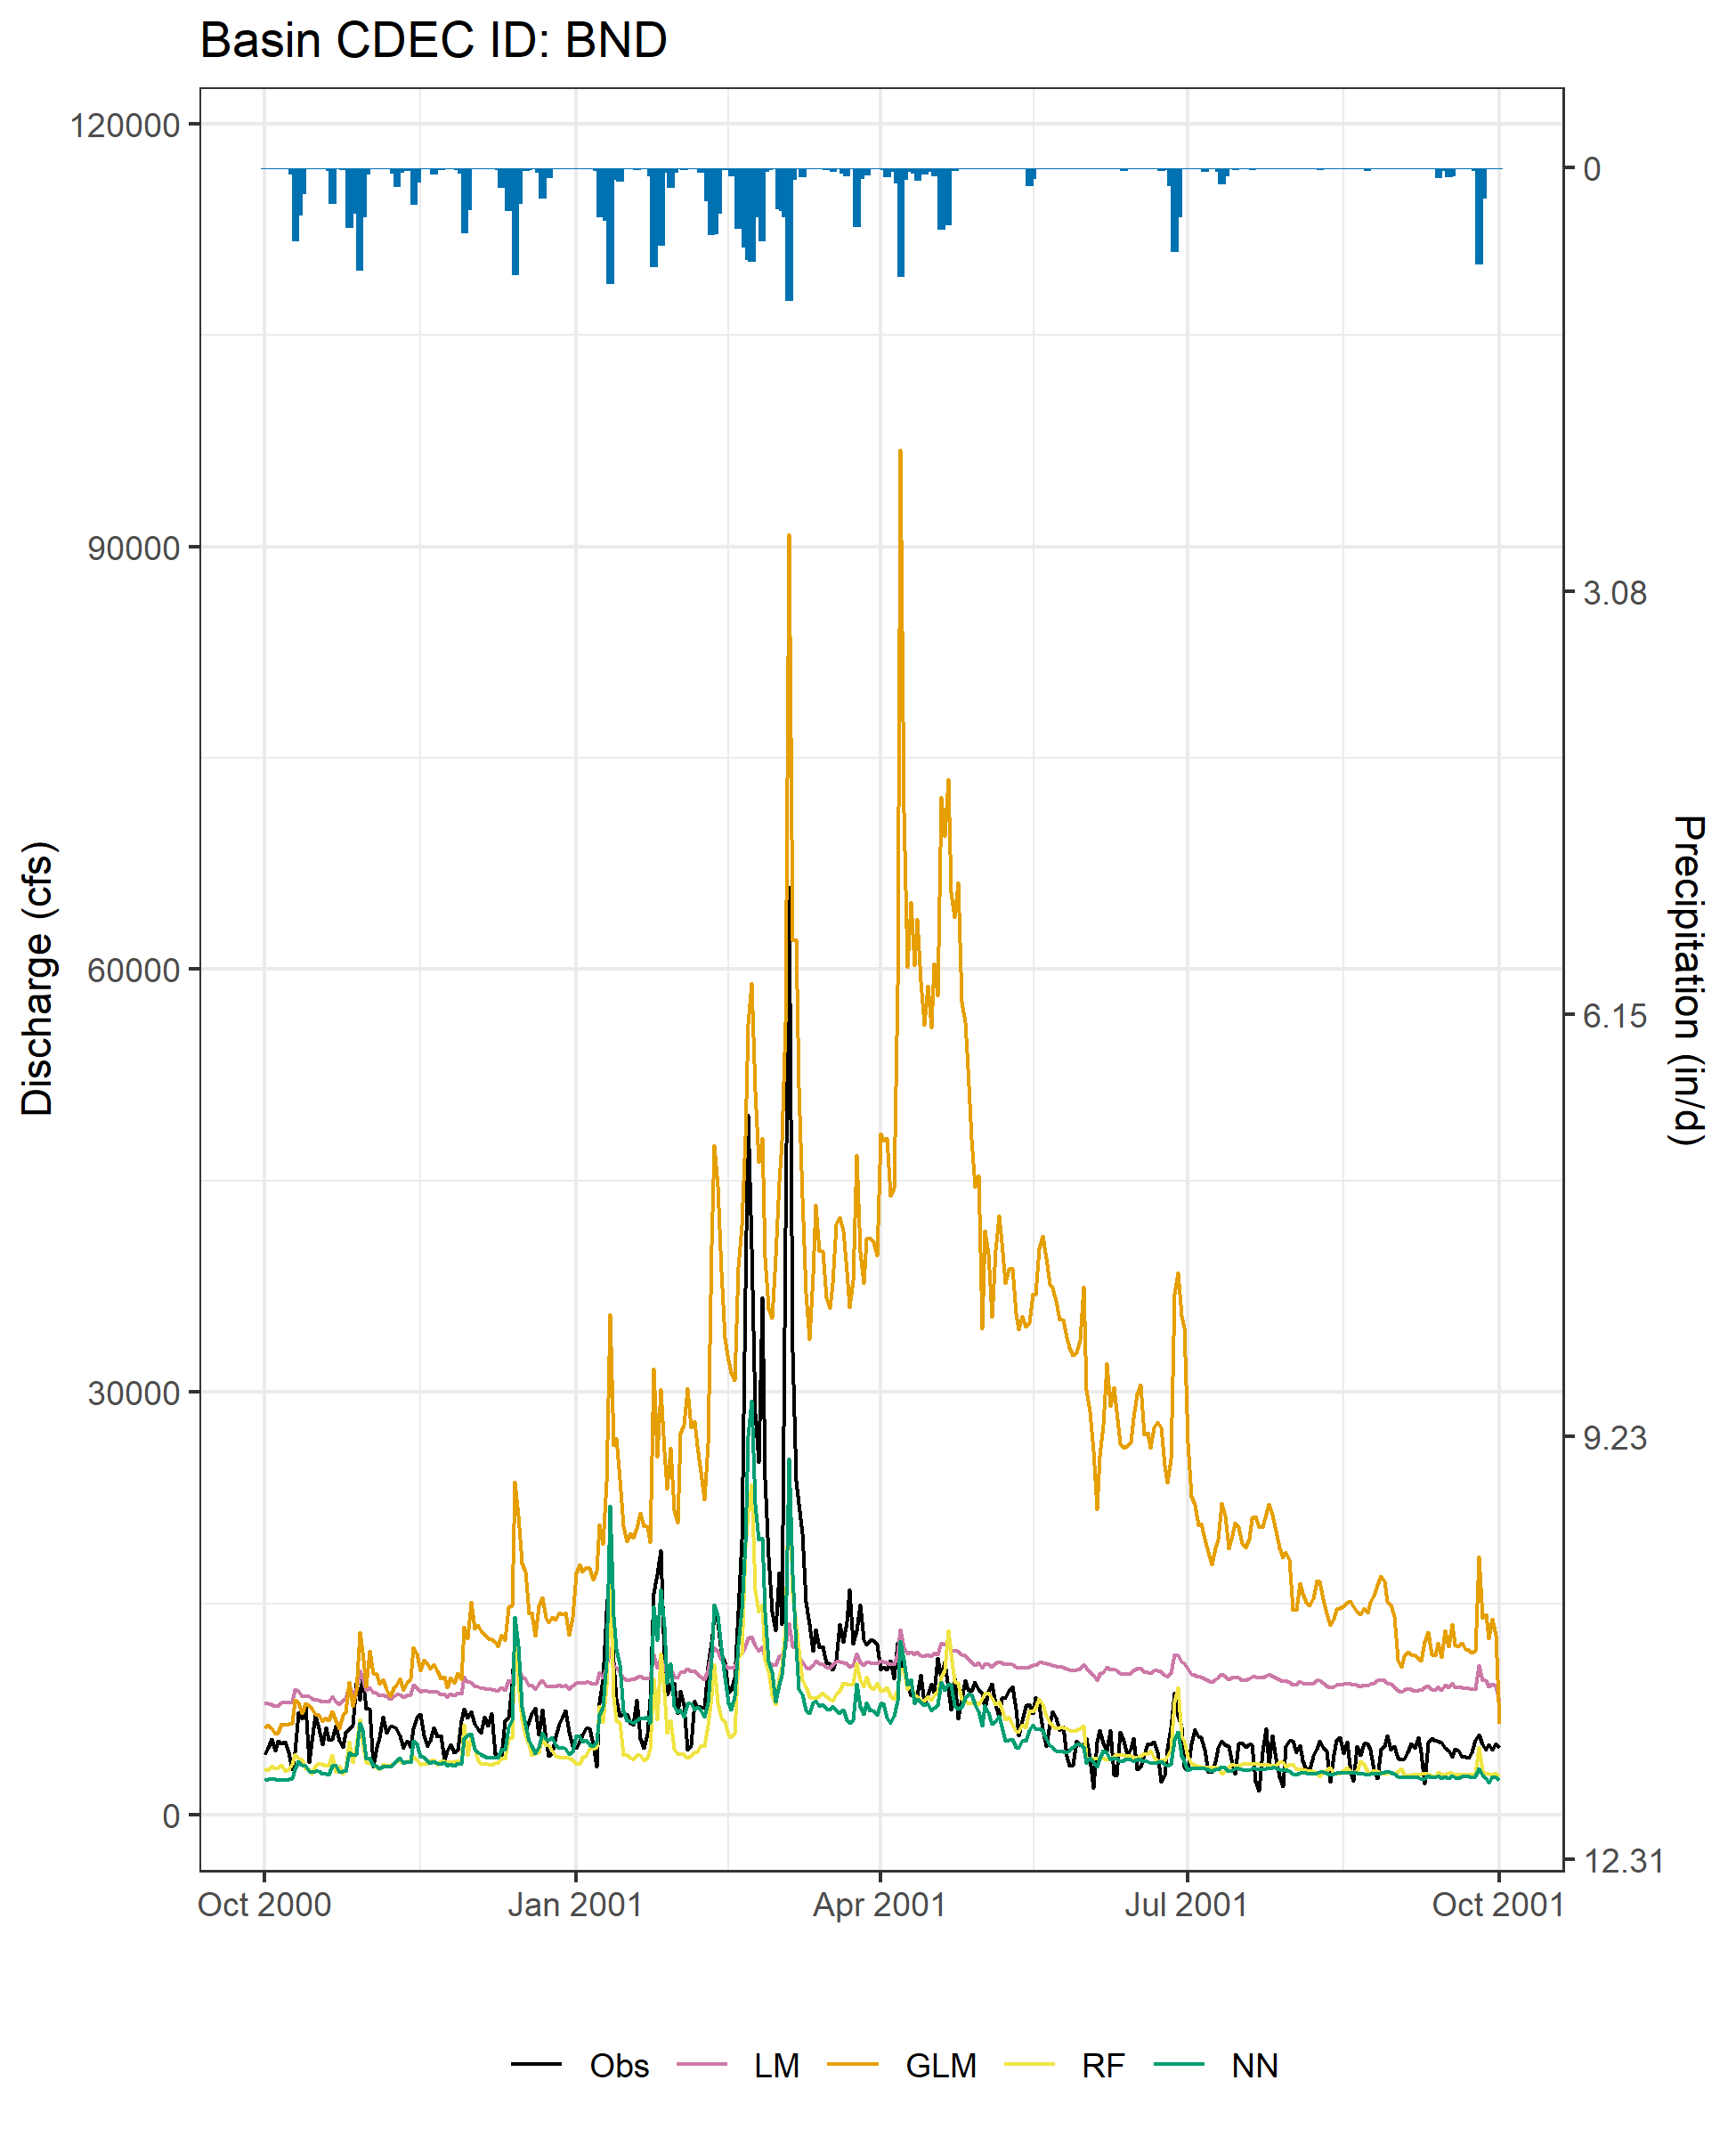 Basin CDEC ID: BND
120000
90000
60000
30000
0
Discharge (cfs)
0
3.08
6.15
9.23
12.31
Precipitation (in/d)
Oct 2000 Jan 2001 Apr 2001 Jul 2001 Oct 2001
Obs LM GLM RF NN